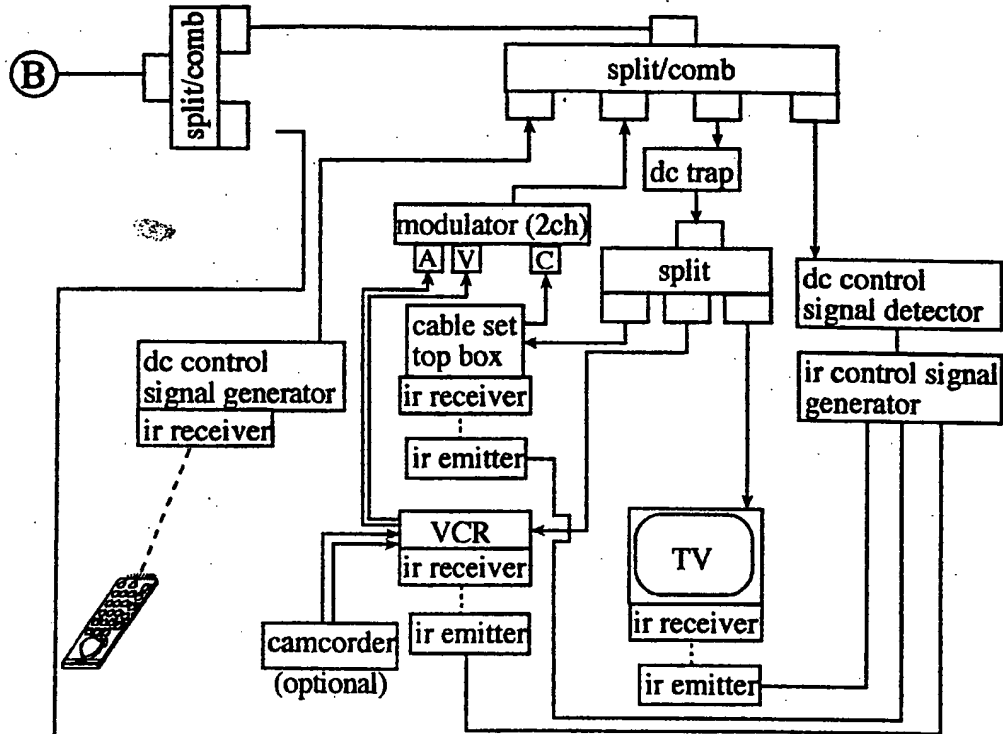 B
split/comb
split/comb
dc trap
modulator (2ch)
A V C
split
dc control
signal detector
cable set
top box
ir receiver
ir emitter
dc control
signal generator
ir receiver
ir control signal
generator
VCR
ir receiver
ir emitter
TV
ir receiver
ir emitter
camcorder
(optional)